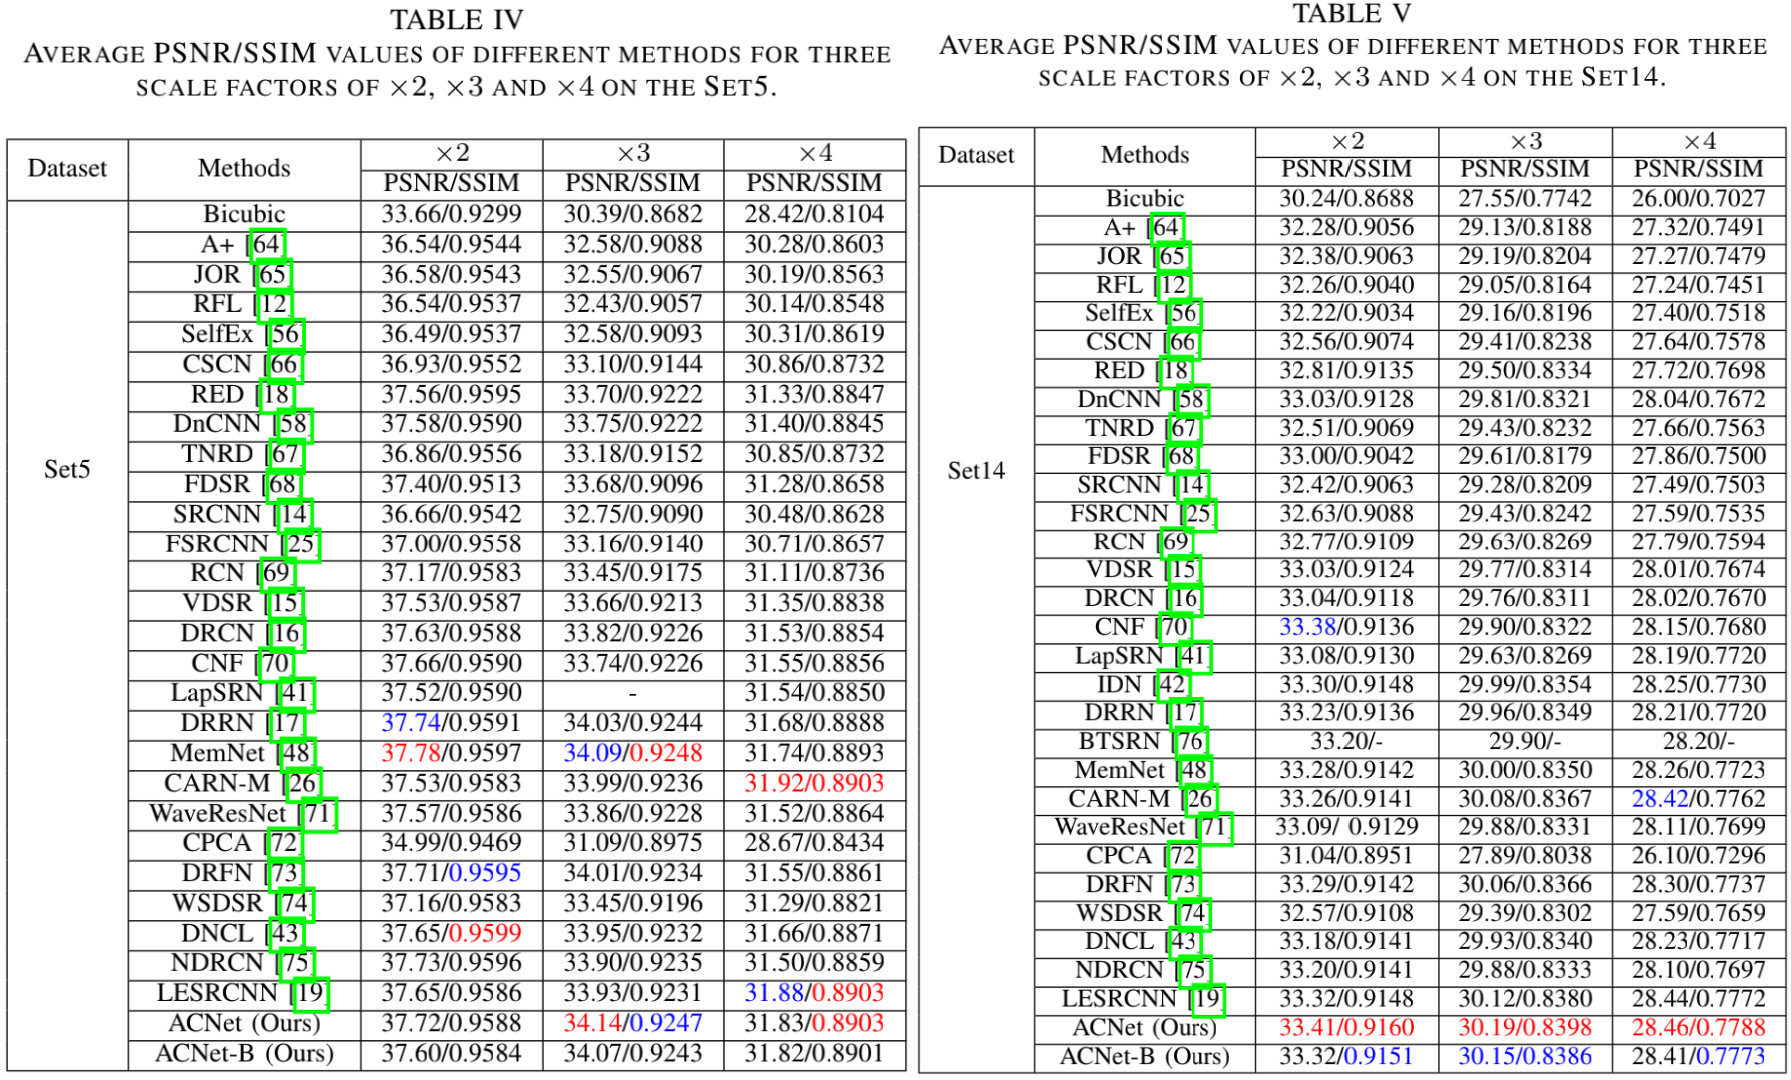 TABLE IV
AVERAGE PSNR/SSIM VALUES OF DIFFERENT METHODS FOR THREE
SCALE FACTORS OF ×2, ×3 AND ×4 ON THE SET5.
Dataset Methods ×2 ×3 ×4
PSNR/SSIM PSNR/SSIM PSNR/SSIM
Set5
Bicubic 33.66/0.9299 30.39/0.8682 28.42/0.8104
A+ [64] 36.54/0.9544 32.58/0.9088 30.28/0.8603
JOR [65] 36.58/0.9543 32.55/0.9067 30.19/0.8563
RFL [12] 36.54/0.9537 32.43/0.9057 30.14/0.8548
SelfEx [56] 36.49/0.9537 32.58/0.9093 30.31/0.8619
CSCN [66] 36.93/0.9552 33.10/0.9144 30.86/0.8732
RED [18] 37.56/0.9595 33.70/0.9222 31.33/0.8847
DnCNN [58] 37.58/0.9590 33.75/0.9222 31.40/0.8845
TNRD [67] 36.86/0.9556 33.18/0.9152 30.85/0.8732
FDSR [68] 37.40/0.9513 33.68/0.9096 31.28/0.8658
SRCNN [14] 36.66/0.9542 32.75/0.9090 30.48/0.8628
FSRCNN [25] 37.00/0.9558 33.16/0.9140 30.71/0.8657
RCN [69] 37.17/0.9583 33.45/0.9175 31.11/0.8736
VDSR [15] 37.53/0.9587 33.66/0.9213 31.35/0.8838
DRCN [16] 37.63/0.9588 33.82/0.9226 31.53/0.8854
CNF [70] 37.66/0.9590 33.74/0.9226 31.55/0.8856
LapSRN [41] 37.52/0.9590 - 31.54/0.8850
DRRN [17] 37.74/0.9591 34.03/0.9244 31.68/0.8888
MemNet [48] 37.78/0.9597 34.09/0.9248 31.74/0.8893
CARN-M [26] 37.53/0.9583 33.99/0.9236 31.92/0.8903
WaveResNet [71] 37.57/0.9586 33.86/0.9228 31.52/0.8864
CPCA [72] 34.99/0.9469 31.09/0.8975 28.67/0.8434
DRFN [73] 37.71/0.9595 34.01/0.9234 31.55/0.8861
WSDSR [74] 37.16/0.9583 33.45/0.9196 31.29/0.8821
DNCL [43] 37.65/0.9599 33.95/0.9232 31.66/0.8871
NDRCN [75] 37.73/0.9596 33.90/0.9235 31.50/0.8859
LESRCNN [19] 37.65/0.9586 33.93/0.9231 31.88/0.8903
ACNet (Ours) 37.72/0.9588 34.14/0.9247 31.83/0.8903
ACNet-B (Ours) 37.60/0.9584 34.07/0.9243 31.82/0.8901
TABLE V
AVERAGE PSNR/SSIM VALUES OF DIFFERENT METHODS FOR THREE
SCALE FACTORS OF ×2, ×3 AND ×4 ON THE SET14.
Dataset Methods ×2 ×3 ×4
PSNR/SSIM PSNR/SSIM PSNR/SSIM
Set14
Bicubic 30.24/0.8688 27.55/0.7742 26.00/0.7027
A+ [64] 32.28/0.9056 29.13/0.8188 27.32/0.7491
JOR [65] 32.38/0.9063 29.19/0.8204 27.27/0.7479
RFL [12] 32.26/0.9040 29.05/0.8164 27.24/0.7451
SelfEx [56] 32.22/0.9034 29.16/0.8196 27.40/0.7518
CSCN [66] 32.56/0.9074 29.41/0.8238 27.64/0.7578
RED [18] 32.81/0.9135 29.50/0.8334 27.72/0.7698
DnCNN [58] 33.03/0.9128 29.81/0.8321 28.04/0.7672
TNRD [67] 32.51/0.9069 29.43/0.8232 27.66/0.7563
FDSR [68] 33.00/0.9042 29.61/0.8179 27.86/0.7500
SRCNN [14] 32.42/0.9063 29.28/0.8209 27.49/0.7503
FSRCNN [25] 32.63/0.9088 29.43/0.8242 27.59/0.7535
RCN [69] 32.77/0.9109 29.63/0.8269 27.79/0.7594
VDSR [15] 33.03/0.9124 29.77/0.8314 28.01/0.7674
DRCN [16] 33.04/0.9118 29.76/0.8311 28.02/0.7670
CNF [70] 33.38/0.9136 29.90/0.8322 28.15/0.7680
LapSRN [41] 33.08/0.9130 29.63/0.8269 28.19/0.7720
IDN [42] 33.30/0.9148 29.99/0.8354 28.25/0.7730
DRRN [17] 33.23/0.9136 29.96/0.8349 28.21/0.7720
BTSRN [76] 33.20/- 29.90/- 28.20/-
MemNet [48] 33.28/0.9142 30.00/0.8350 28.26/0.7723
CARN-M [26] 33.26/0.9141 30.08/0.8367 28.42/0.7762
WaveResNet [71] 33.09/ 0.9129 29.88/0.8331 28.11/0.7699
CPCA [72] 31.04/0.8951 27.89/0.8038 26.10/0.7296
DRFN [73] 33.29/0.9142 30.06/0.8366 28.30/0.7737
WSDSR [74] 32.57/0.9108 29.39/0.8302 27.59/0.7659
DNCL [43] 33.18/0.9141 29.93/0.8340 28.23/0.7717
NDRCN [75] 33.20/0.9141 29.88/0.8333 28.10/0.7697
LESRCNN [19] 33.32/0.9148 30.12/0.8380 28.44/0.7772
ACNet (Ours) 33.41/0.9160 30.19/0.8398 28.46/0.7788
ACNet-B (Ours) 33.32/0.9151 30.15/0.8386 28.41/0.7773